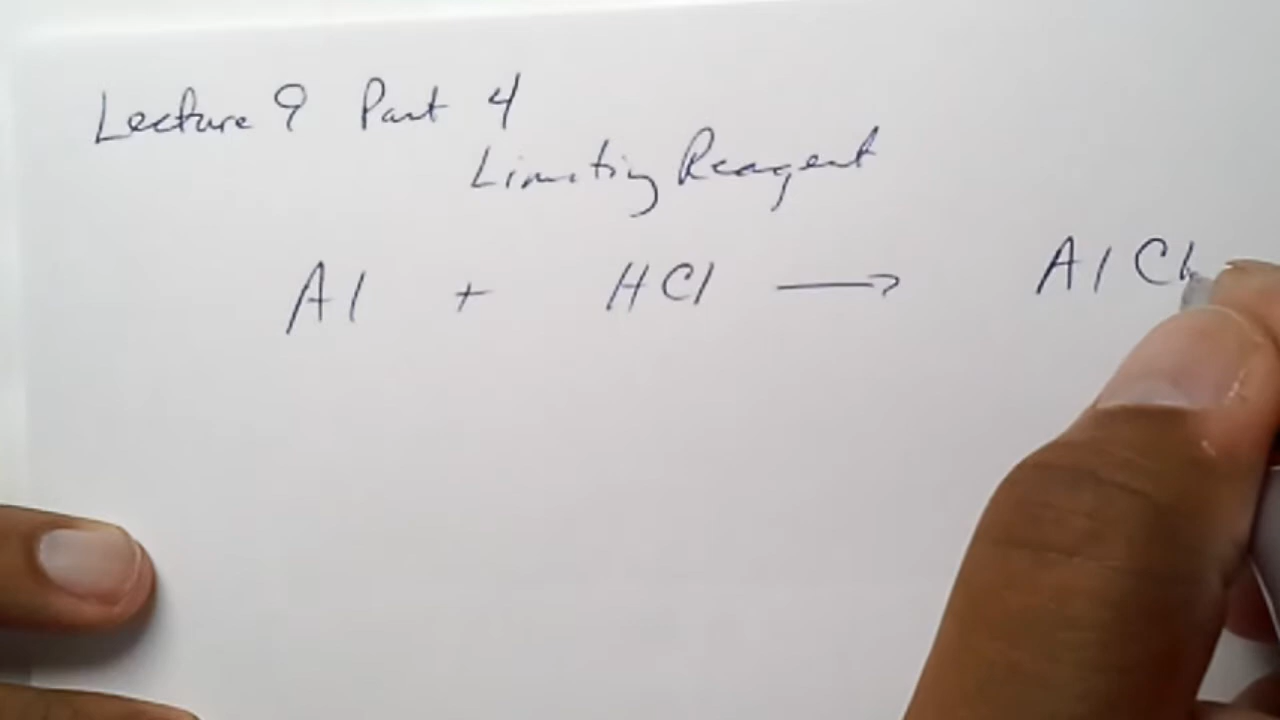 Lecture 9 Part 4
Limiting Reagent
Al + HCl → AlCl